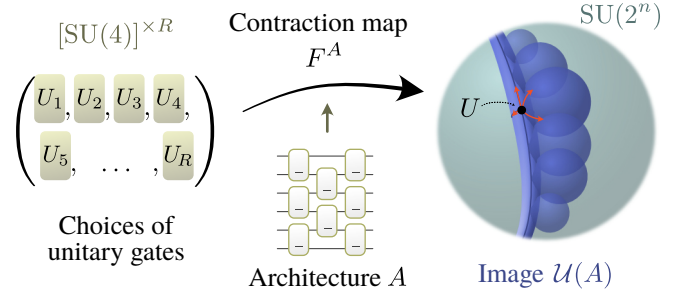 [SU(4)]^{×R}
Contraction map
F^A
SU(2^n)
(U_1, U_2, U_3, U_4,
U_5, ... , U_R)
U
Choices of
unitary gates
Architecture A
Image 𝒰(A)